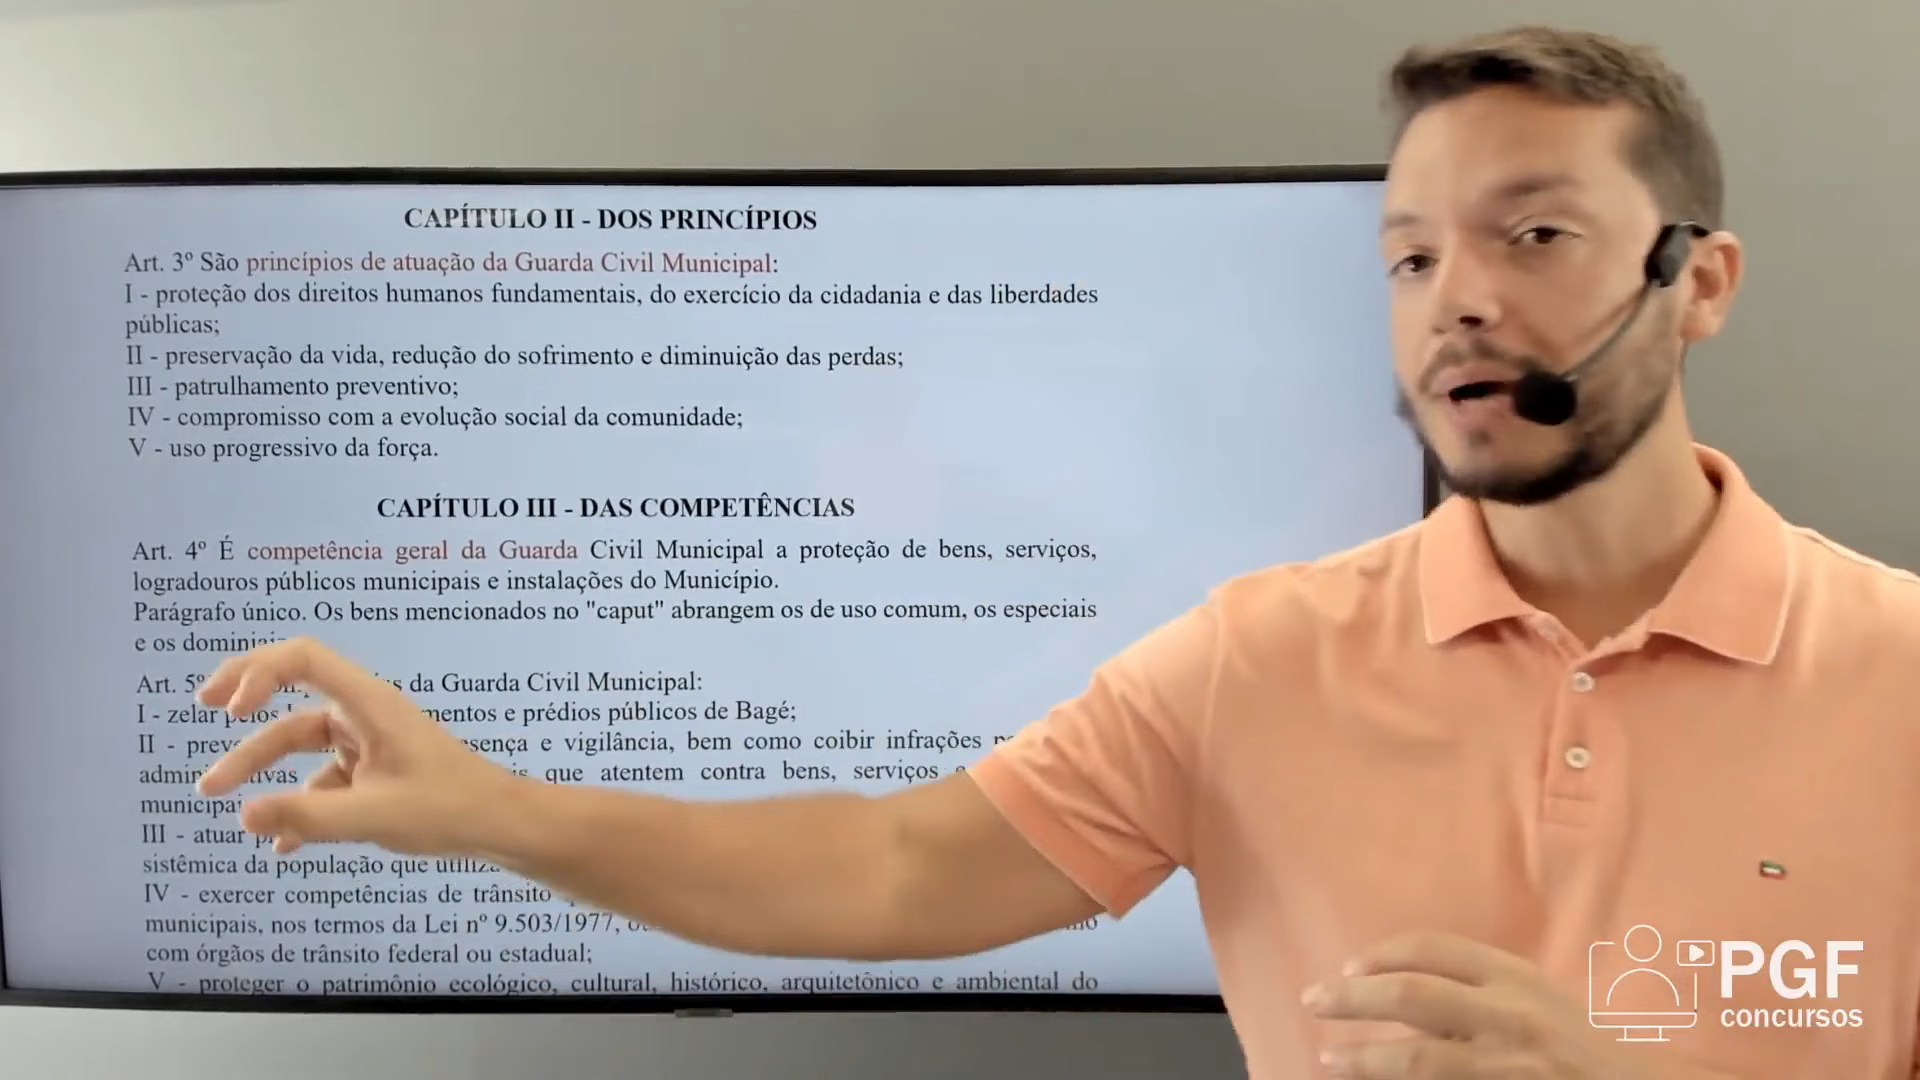 CAPÍTULO II - DOS PRINCÍPIOS
Art. 3º São princípios de atuação da Guarda Civil Municipal:
I - proteção dos direitos humanos fundamentais, do exercício da cidadania e das liberdades
públicas;
II - preservação da vida, redução do sofrimento e diminuição das perdas;
III - patrulhamento preventivo;
IV - compromisso com a evolução social da comunidade;
V - uso progressivo da força.
CAPÍTULO III - DAS COMPETÊNCIAS
Art. 4º É competência geral da Guarda Civil Municipal a proteção de bens, serviços,
logradouros públicos municipais e instalações do Município.
Parágrafo único. Os bens mencionados no "caput" abrangem os de uso comum, os especiais
e os
Art. 5º da Guarda Civil Municipal:
I - zelar e prédios públicos de Bagé;
II - e vigilância, bem como coibir infrações
que atentem contra bens, serviços
III - atuar
sistêmica da população que
IV - exercer competências de trânsito
municipais, nos termos da Lei nº 9.503/1977,
com órgãos de trânsito federal ou estadual;
V - proteger o patrimônio ecológico, cultural, histórico, arquitetônico e ambiental do
PGF
concursos